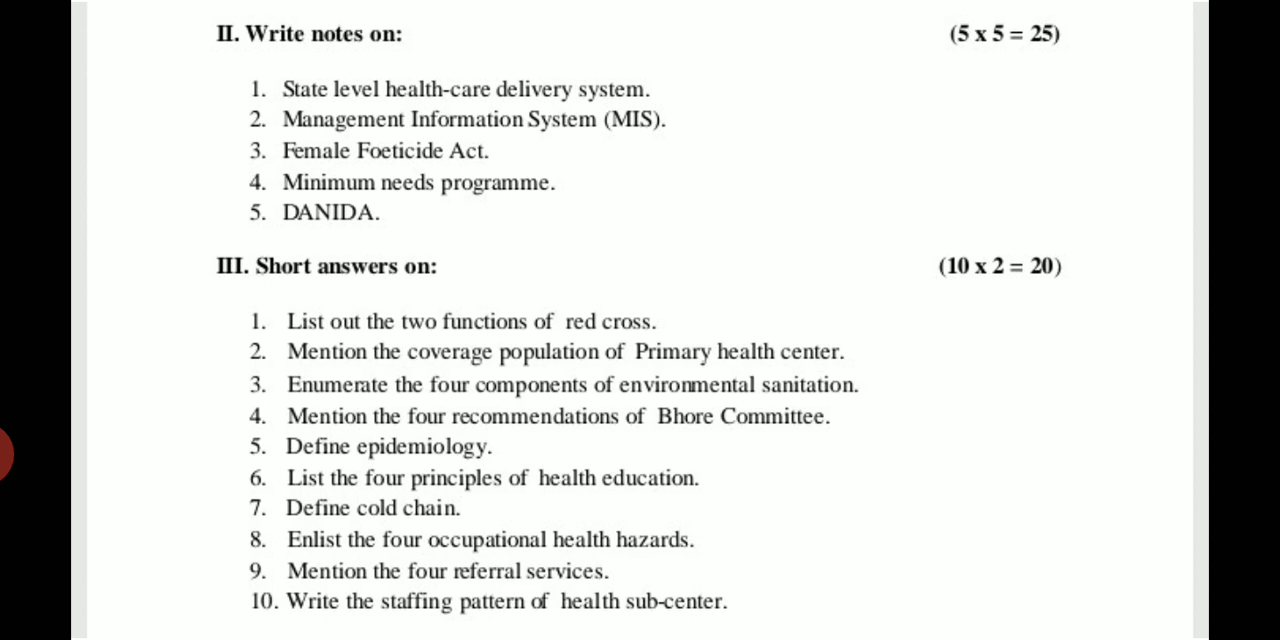 II. Write notes on: (5 x 5 = 25)
1. State level health-care delivery system.
2. Management Information System (MIS).
3. Female Foeticide Act.
4. Minimum needs programme.
5. DANIDA.
III. Short answers on: (10 x 2 = 20)
1. List out the two functions of red cross.
2. Mention the coverage population of Primary health center.
3. Enumerate the four components of environmental sanitation.
4. Mention the four recommendations of Bhore Committee.
5. Define epidemiology.
6. List the four principles of health education.
7. Define cold chain.
8. Enlist the four occupational health hazards.
9. Mention the four referral services.
10. Write the staffing pattern of health sub-center.